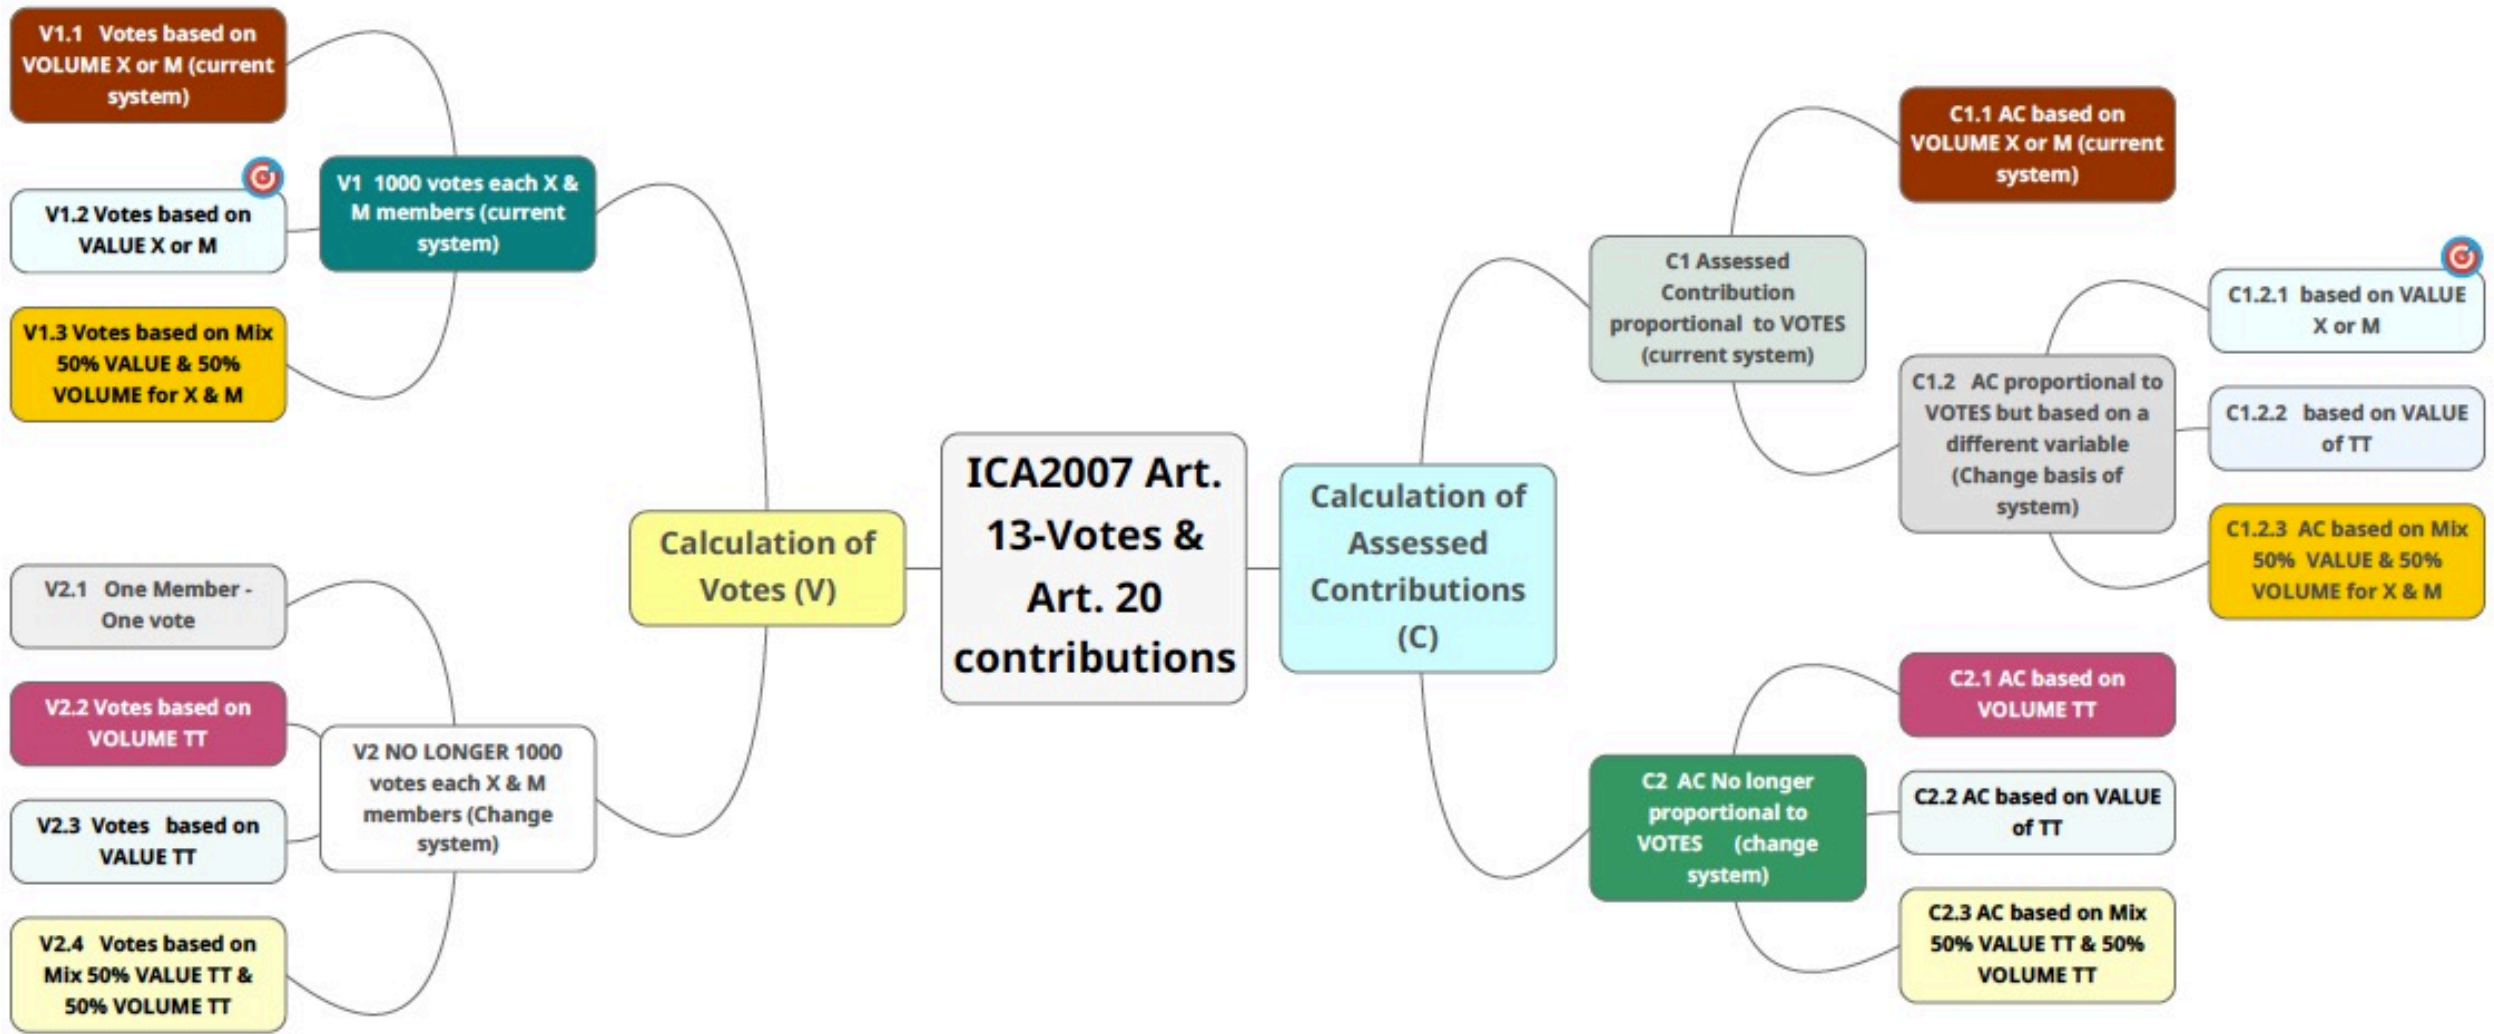 V1.1 Votes based on
VOLUME X or M (current
system)
V1.2 Votes based on
VALUE X or M
V1.3 Votes based on Mix
50% VALUE & 50%
VOLUME for X & M
V1 1000 votes each X &
M members (current
system)
V2.1 One Member -
One vote
V2.2 Votes based on
VOLUME TT
V2.3 Votes based on
VALUE TT
V2.4 Votes based on
Mix 50% VALUE TT &
50% VOLUME TT
V2 NO LONGER 1000
votes each X & M
members (Change
system)
Calculation of
Votes (V)
ICA2007 Art.
13-Votes &
Art. 20
contributions
Calculation of
Assessed
Contributions
(C)
C1 Assessed
Contribution
proportional to VOTES
(current system)
C1.1 AC based on
VOLUME X or M (current
system)
C1.2 AC proportional to
VOTES but based on a
different variable
(Change basis of
system)
C1.2.1 based on VALUE
X or M
C1.2.2 based on VALUE
of TT
C1.2.3 AC based on Mix
50% VALUE & 50%
VOLUME for X & M
C2 AC No longer
proportional to
VOTES (change
system)
C2.1 AC based on
VOLUME TT
C2.2 AC based on VALUE
of TT
C2.3 AC based on Mix
50% VALUE TT & 50%
VOLUME TT